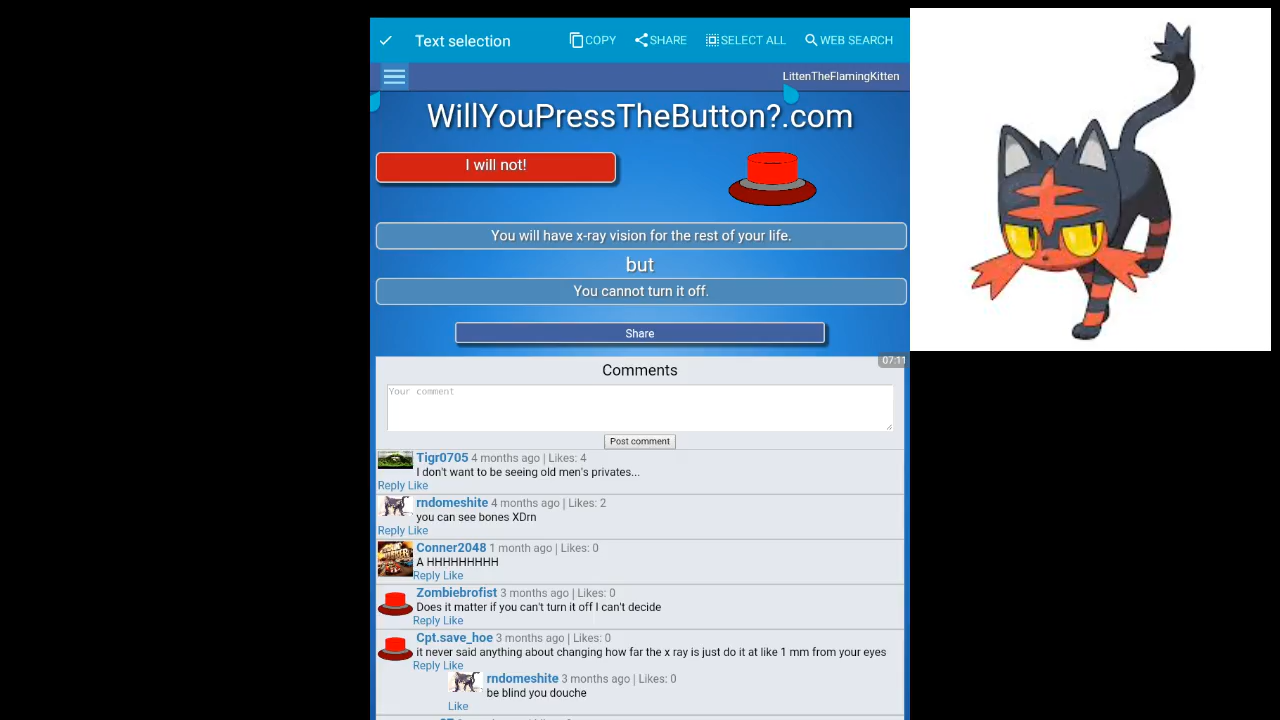 Text selection COPY SHARE SELECT ALL WEB SEARCH
LittenTheFlamingKitten
WillYouPressTheButton?.com
I will not!
You will have x-ray vision for the rest of your life.
but
You cannot turn it off.
Share
07:11
Comments
Your comment
Post comment
Tigr0705 4 months ago | Likes: 4
I don't want to be seeing old men's privates...
Reply Like
rndomeshite 4 months ago | Likes: 2
you can see bones XDrn
Reply Like
Conner2048 1 month ago | Likes: 0
A HHHHHHHHH
Reply Like
Zombiebrofist 3 months ago | Likes: 0
Does it matter if you can't turn it off I can't decide
Reply Like
Cpt.save_hoe 3 months ago | Likes: 0
it never said anything about changing how far the x ray is just do it at like 1 mm from your eyes
Reply Like
rndomeshite 3 months ago | Likes: 0
be blind you douche
Like